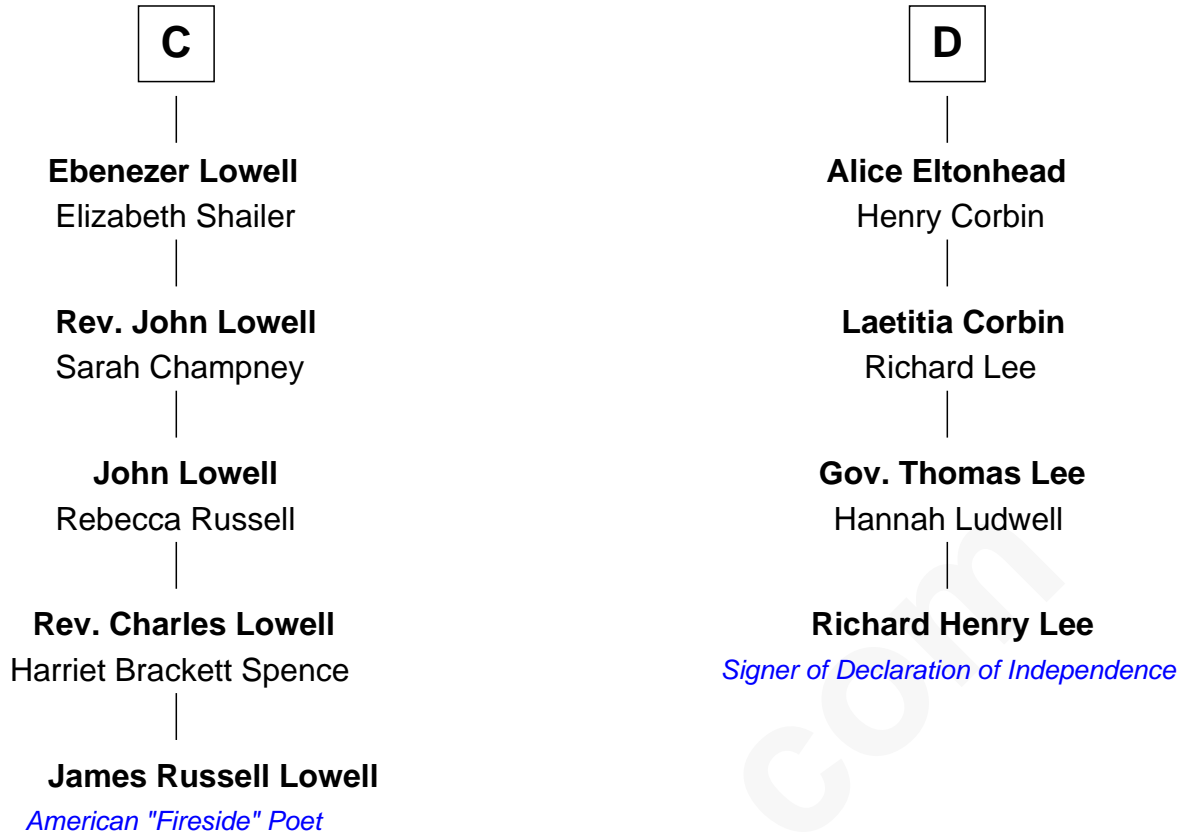 C
Ebenezer Lowell
Elizabeth Shailer
Rev. John Lowell
Sarah Champney
John Lowell
Rebecca Russell
Rev. Charles Lowell
Harriet Brackett Spence
James Russell Lowell
American "Fireside" Poet
D
Alice Eltonhead
Henry Corbin
Laetitia Corbin
Richard Lee
Gov. Thomas Lee
Hannah Ludwell
Richard Henry Lee
Signer of Declaration of Independence
com